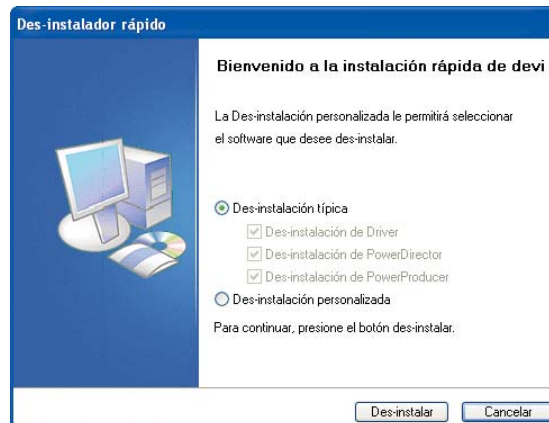 Des-instalador rápido
Bienvenido a la instalación rápida de devi
La Des-instalación personalizada le permitirá seleccionar
el software que desee des-instalar.
Des-instalación típica
Des-instalación de Driver
Des-instalación de PowerDirector
Des-instalación de PowerProducer
Des-instalación personalizada
Para continuar, presione el botón des-instalar.
Des-instalar
Cancelar